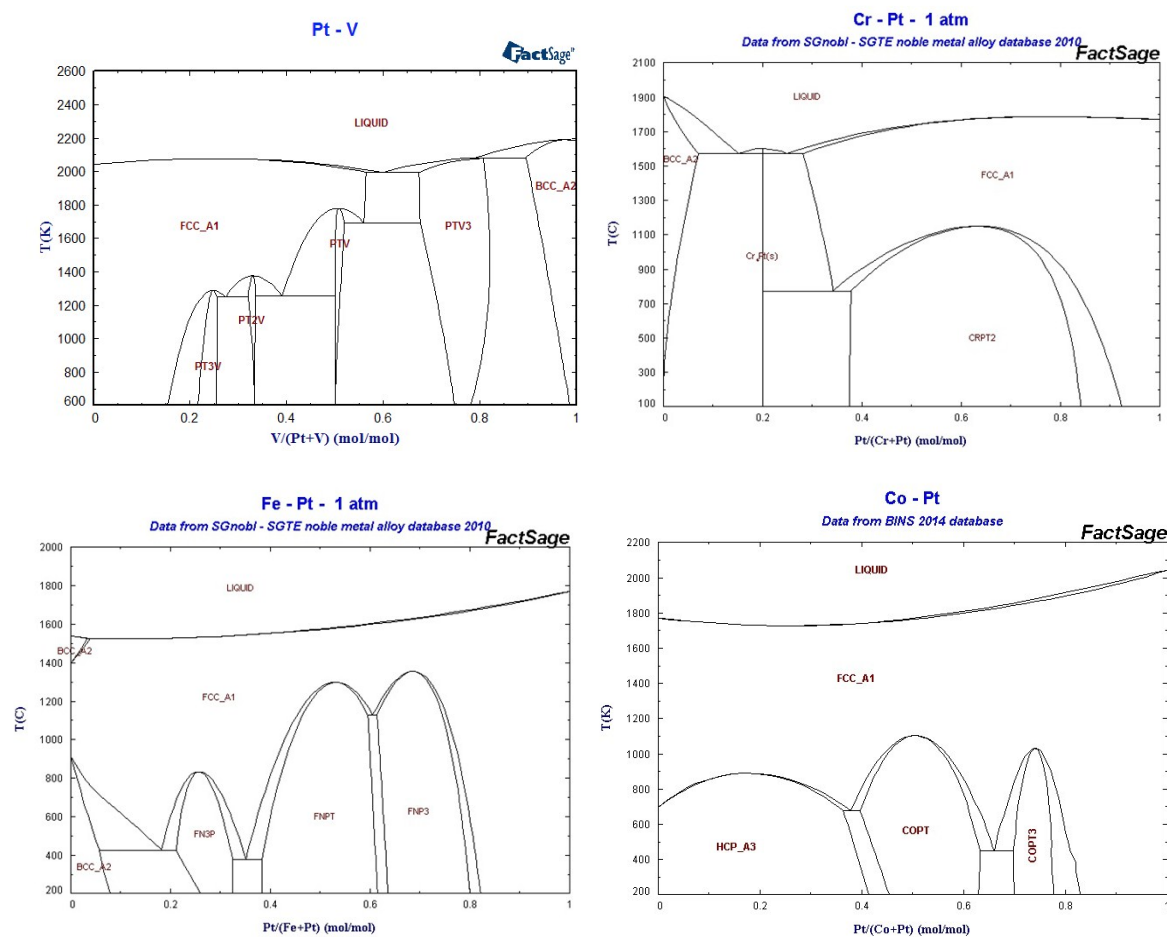 Pt - V
FactSage™
2600
2400
2200
2000
1800
1600
1400
1200
1000
800
600
T(K)
LIQUID
FCC_A1
BCC_A2
PTV3
PTV
PT2V
PT3V
0 0.2 0.4 0.6 0.8 1
V/(Pt+V) (mol/mol)
Cr - Pt - 1 atm
Data from SGnobl - SGTE noble metal alloy database 2010
FactSage
2100
1900
1700
1500
1300
1100
900
700
500
300
100
T(C)
LIQUID
BCC_A2
FCC_A1
CRPT2
0 0.2 0.4 0.6 0.8 1
Pt/(Cr+Pt) (mol/mol)
Fe - Pt - 1 atm
Data from SGnobl - SGTE noble metal alloy database 2010
FactSage
2000
1800
1600
1400
1200
1000
800
600
400
200
T(C)
LIQUID
BCC_A2
FCC_A1
FN3P
FNPT
FNP3
BCC_A2
0 0.2 0.4 0.6 0.8 1
Pt/(Fe+Pt) (mol/mol)
Co - Pt
Data from BINS 2014 database
FactSage
2200
2000
1800
1600
1400
1200
1000
800
600
400
200
T(K)
LIQUID
FCC_A1
HCP_A3
COPT
COPT3
0 0.2 0.4 0.6 0.8 1
Pt/(Co+Pt) (mol/mol)